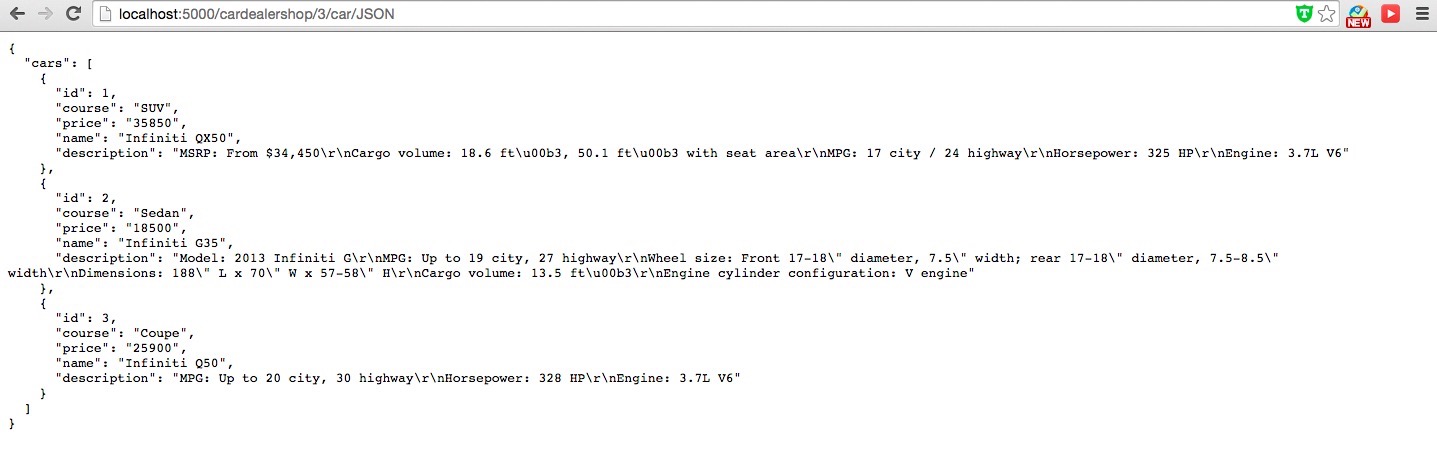 localhost:5000/cardealershop/3/car/JSON
T
NEW
{
  "cars": [
    {
      "id": 1,
      "course": "SUV",
      "price": "35850",
      "name": "Infiniti QX50",
      "description": "MSRP: From $34,450\r\nCargo volume: 18.6 ft\u00b3, 50.1 ft\u00b3 with seat area\r\nMPG: 17 city / 24 highway\r\nHorsepower: 325 HP\r\nEngine: 3.7L V6"
    },
    {
      "id": 2,
      "course": "Sedan",
      "price": "18500",
      "name": "Infiniti G35",
      "description": "Model: 2013 Infiniti G\r\nMPG: Up to 19 city, 27 highway\r\nWheel size: Front 17-18\" diameter, 7.5\" width; rear 17-18\" diameter, 7.5-8.5\"
width\r\nDimensions: 188\" L x 70\" W x 57-58\" H\r\nCargo volume: 13.5 ft\u00b3\r\nEngine cylinder configuration: V engine"
    },
    {
      "id": 3,
      "course": "Coupe",
      "price": "25900",
      "name": "Infiniti Q50",
      "description": "MPG: Up to 20 city, 30 highway\r\nHorsepower: 328 HP\r\nEngine: 3.7L V6"
    }
  ]
}